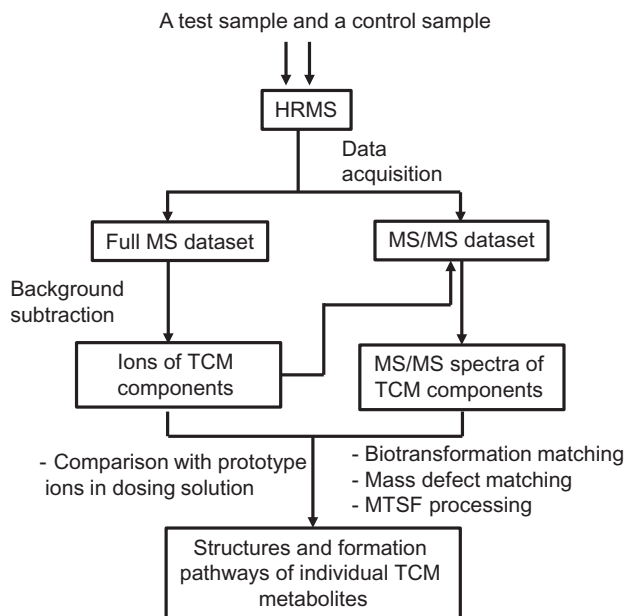 A test sample and a control sample
HRMS
Data
acquisition
Full MS dataset
MS/MS dataset
Background
subtraction
Ions of TCM
components
MS/MS spectra of
TCM components
- Comparison with prototype
ions in dosing solution
- Biotransformation matching
- Mass defect matching
- MTSF processing
Structures and formation
pathways of individual TCM
metabolites